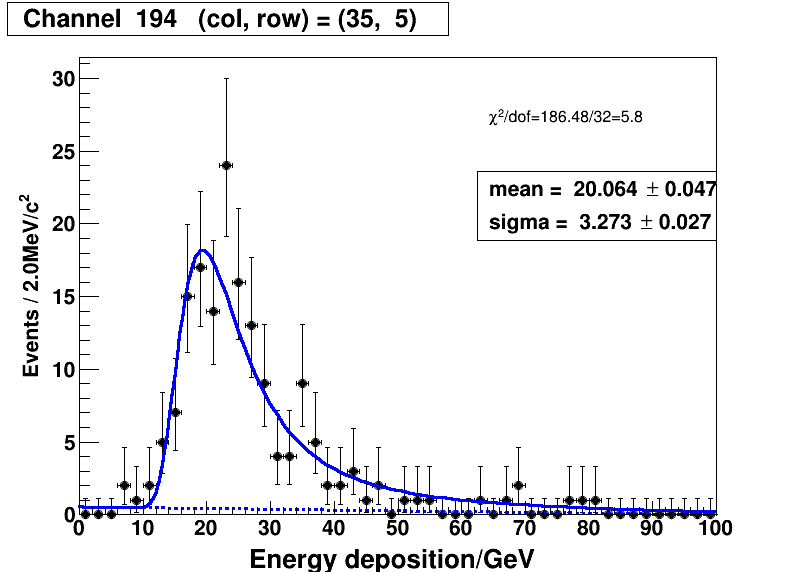 Channel 194 (col, row) = (35, 5)
χ²/dof=186.48/32=5.8
mean = 20.064 ± 0.047
sigma = 3.273 ± 0.027
Events / 2.0MeV/c²
30
25
20
15
10
5
0
0 10 20 30 40 50 60 70 80 90 100
Energy deposition/GeV